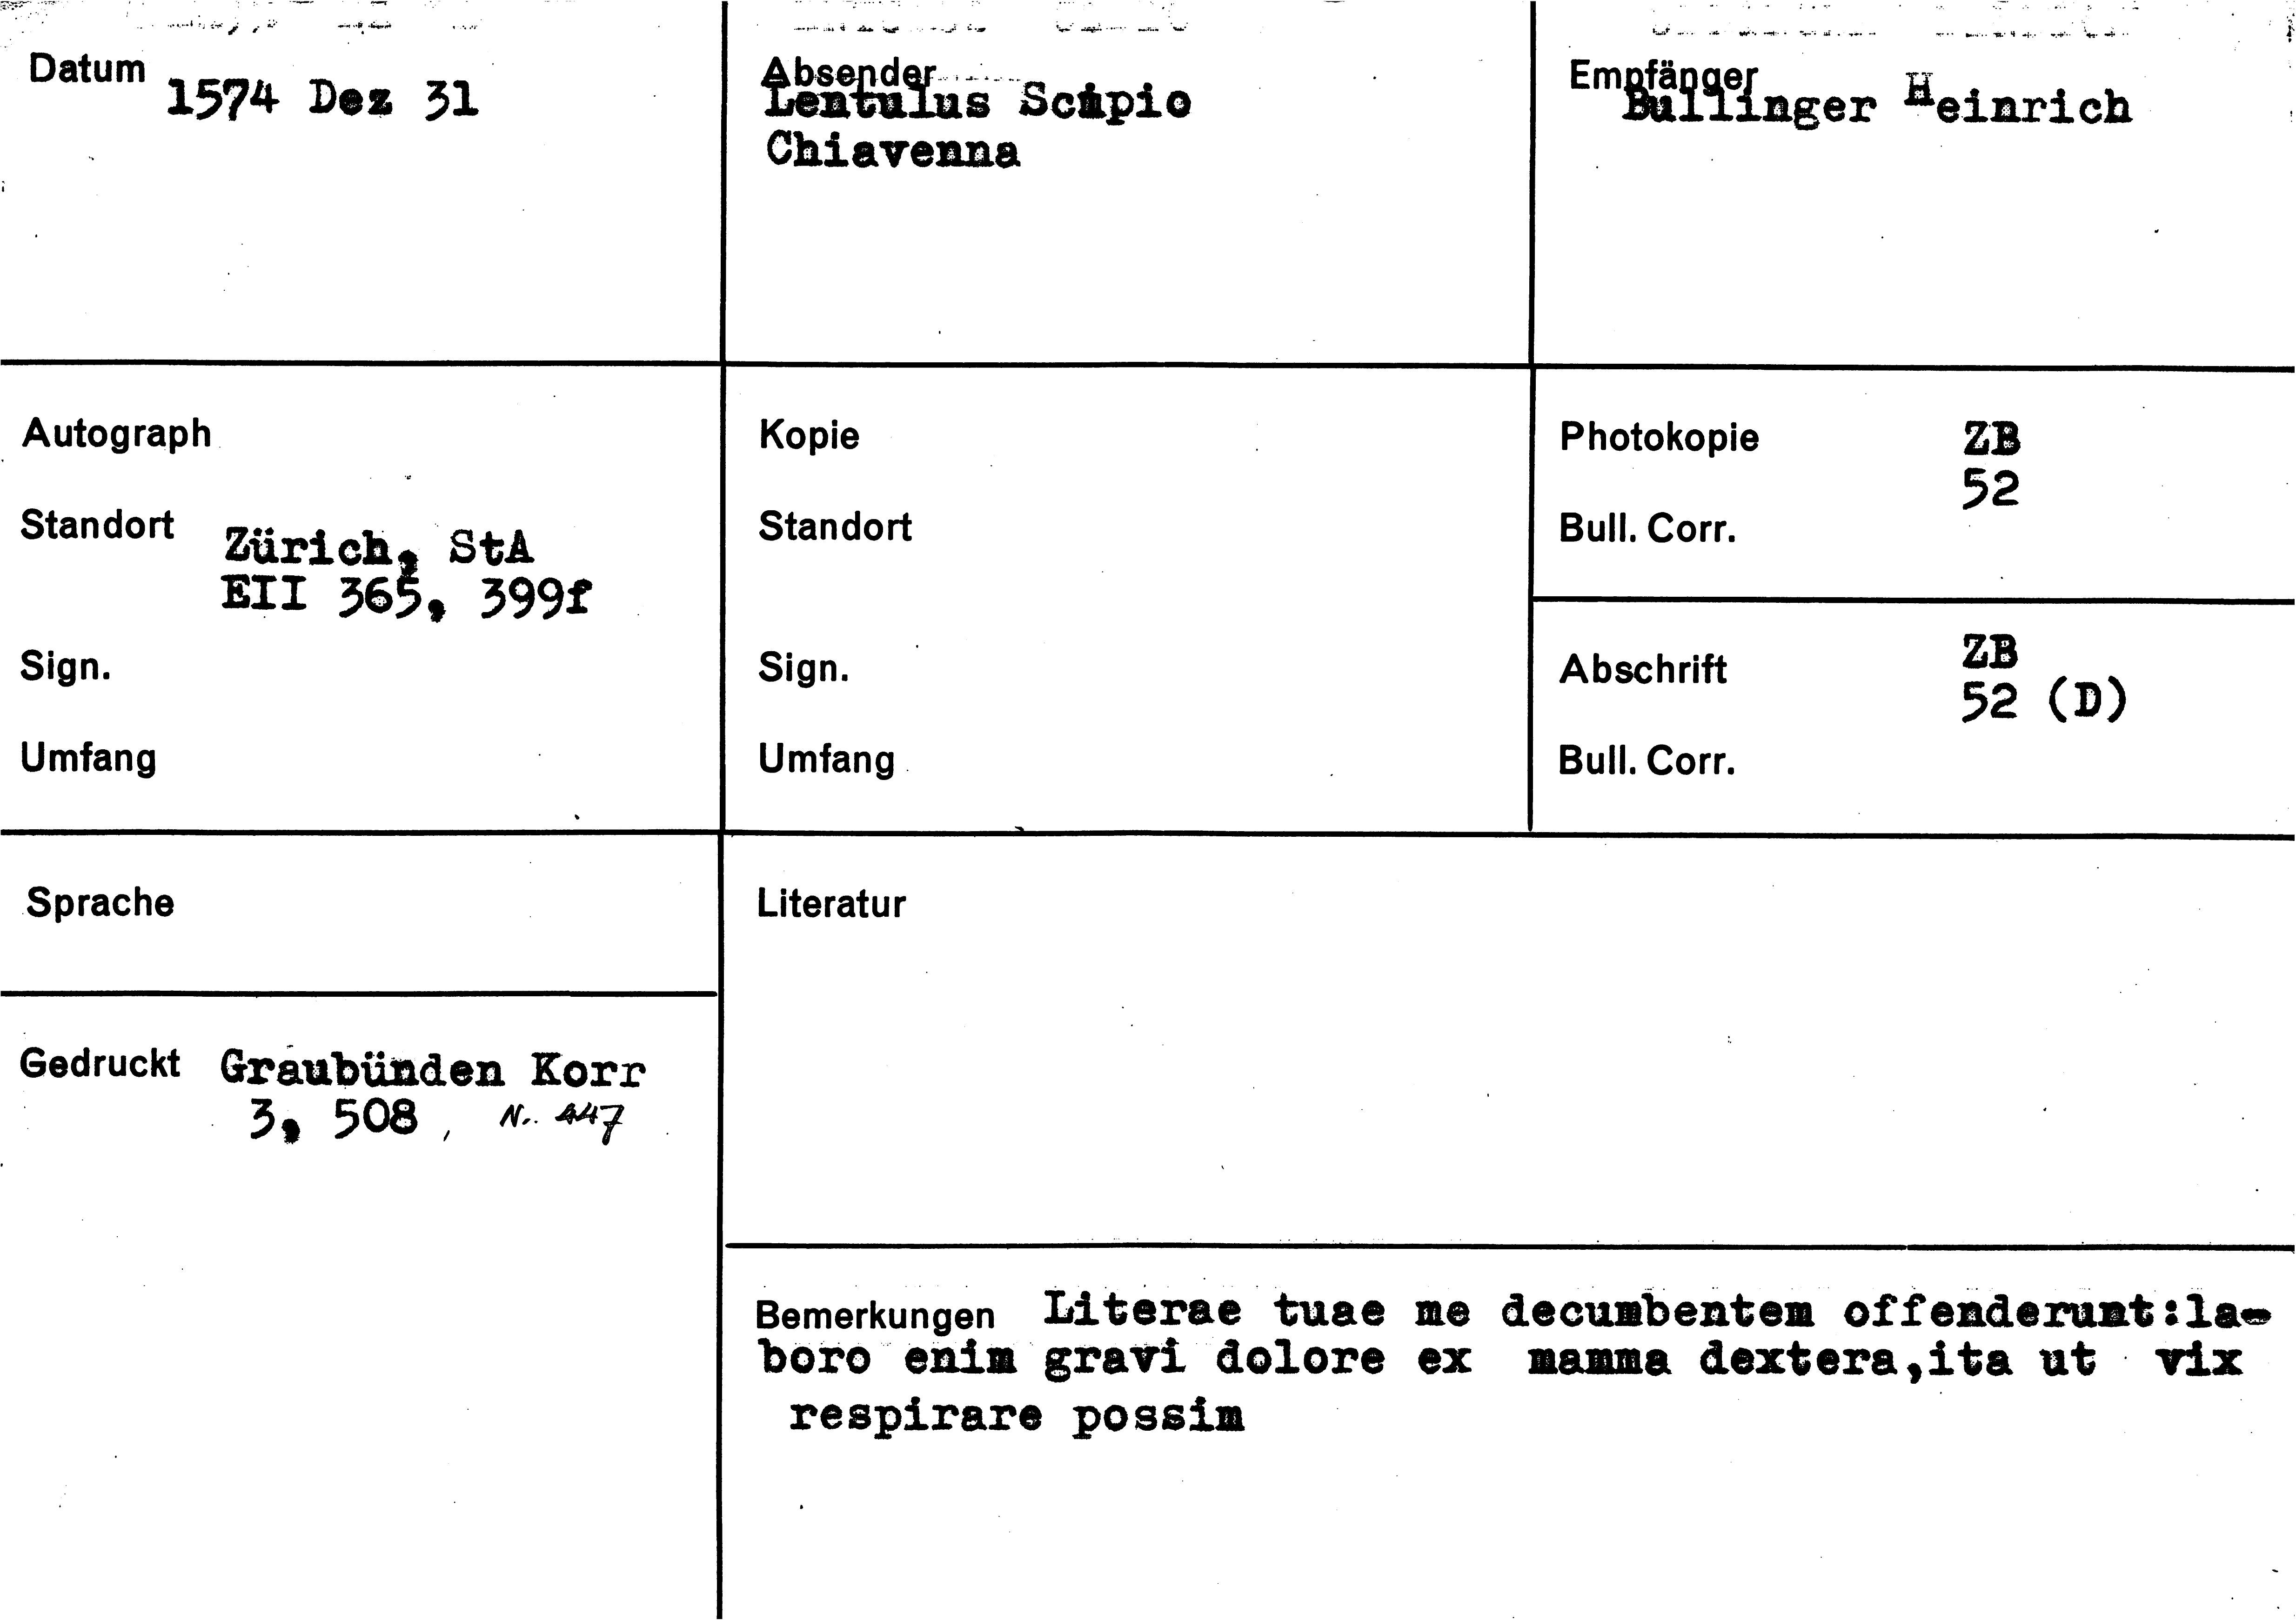 Datum 1574 Dez 31
Absender
Lentulus Scipio
Chiavenna
Empfänger
Bullinger Heinrich
Autograph
Standort Zürich, StA
EII 365, 399f
Sign.
Umfang
Kopie
Standort
Sign.
Umfang
Photokopie ZB
52
Bull. Corr.
Abschrift ZB
52 (D)
Bull. Corr.
Sprache
Literatur
Gedruckt Graubünden Korr
3, 508, N.. 447
Bemerkungen Literae tuae me decumbentem offenderunt:la-
boro enim gravi dolore ex mamma dextera,ita ut vix
respirare possim